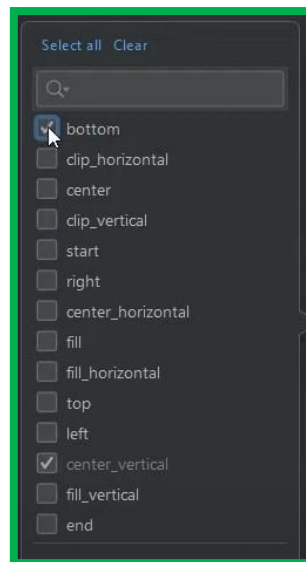 Select all Clear
bottom
clip_horizontal
center
clip_vertical
start
right
center_horizontal
fill
fill_horizontal
top
left
center_vertical
fill_vertical
end